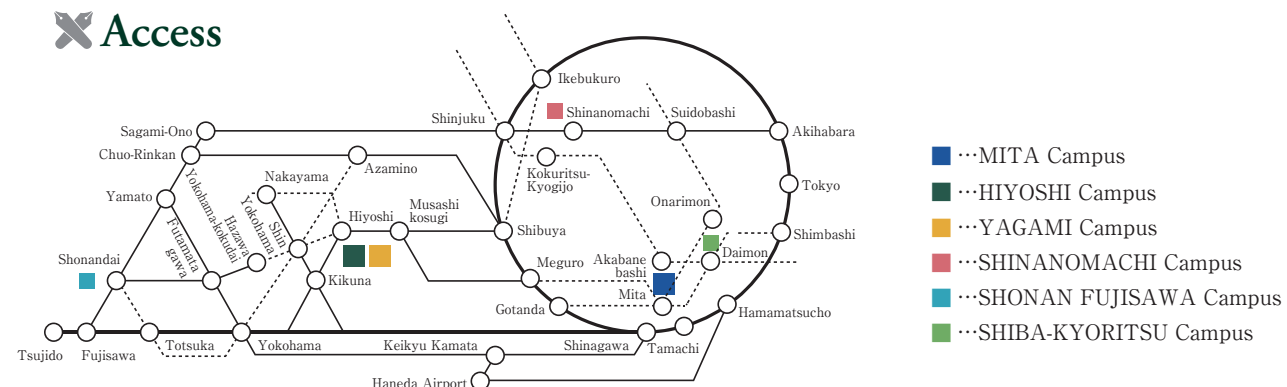 Access
Ikebukuro
Shinjuku
Shinanomachi
Suidobashi
Akihabara
Sagami-Ono
Chuo-Rinkan
Azamino
Kokuritsu-
Kyogijo
Tokyo
Yamato
Nakayama
Yokohama-kokudai
Hazawa
Shin
Yokohama
Hiyoshi
Musashi
kosugi
Shibuya
Onarimon
Shimbashi
Shonandai
Futamata
gawa
Kikuna
Meguro
Akabane
bashi
Daimon
Gotanda
Mita
Hamamatsucho
Tsujido
Fujisawa
Totsuka
Yokohama
Keikyu Kamata
Shinagawa
Tamachi
Haneda Airport
…MITA Campus
…HIYOSHI Campus
…YAGAMI Campus
…SHINANOMACHI Campus
…SHONAN FUJISAWA Campus
…SHIBA-KYORITSU Campus